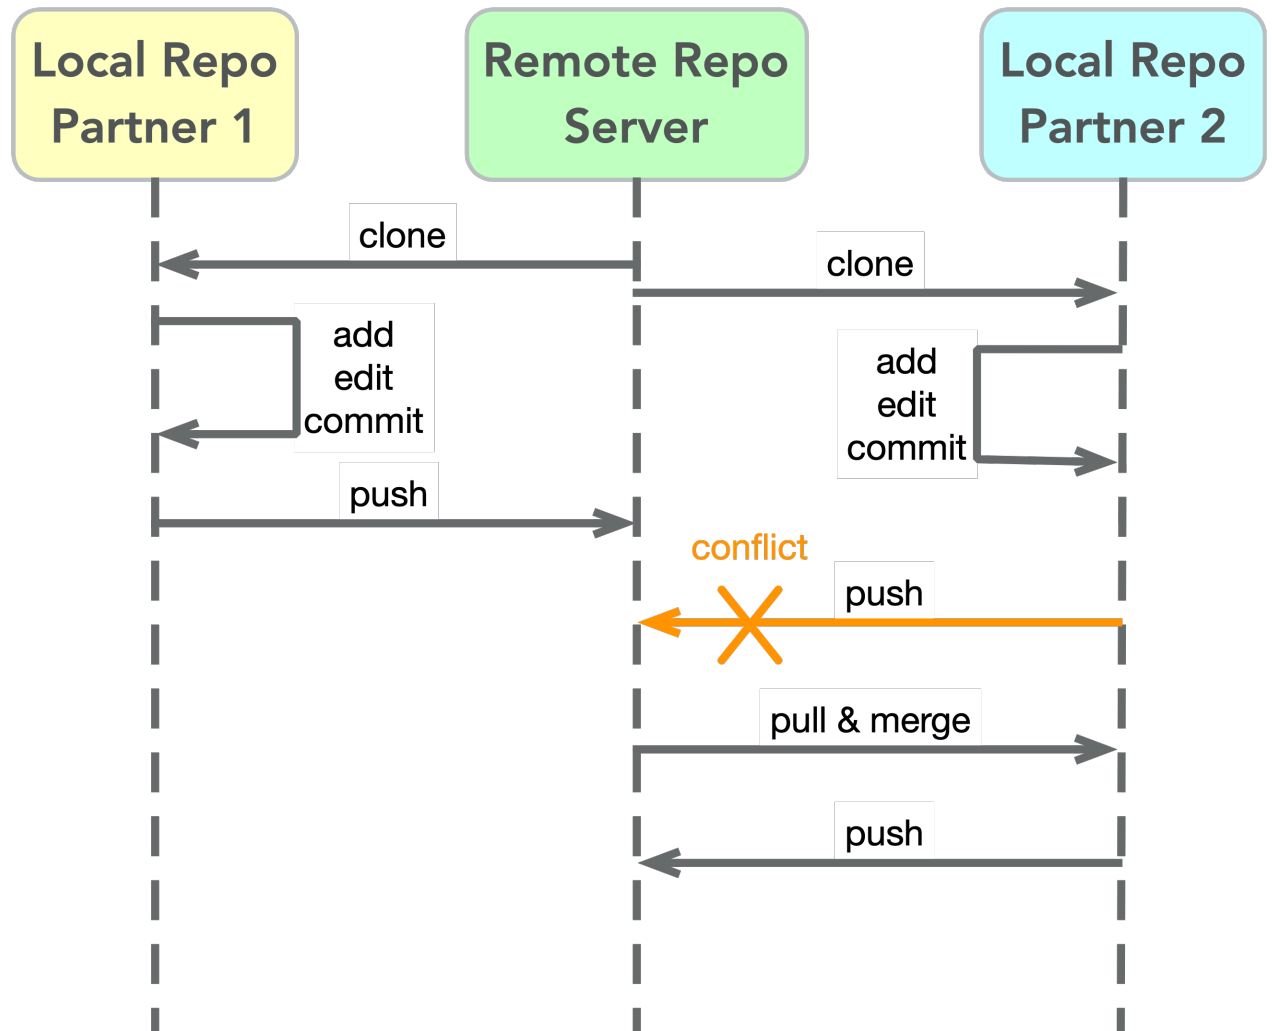 Local Repo
Partner 1
Remote Repo
Server
Local Repo
Partner 2
clone
clone
add
edit
commit
add
edit
commit
push
conflict
push
pull & merge
push